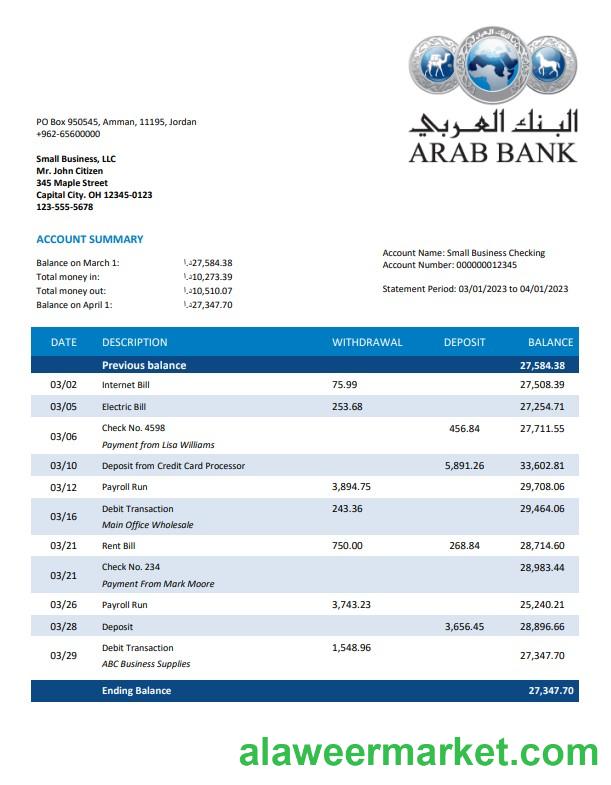 البنك العربي
ARAB BANK
PO Box 950545, Amman, 11195, Jordan
+962-65600000
Small Business, LLC
Mr. John Citizen
345 Maple Street
Capital City. OH 12345-0123
123-555-5678
ACCOUNT SUMMARY
Balance on March 1: 27,584.38
Total money in: 10,273.39
Total money out: 10,510.07
Balance on April 1: 27,347.70
Account Name: Small Business Checking
Account Number: 000000012345
Statement Period: 03/01/2023 to 04/01/2023
DATE DESCRIPTION WITHDRAWAL DEPOSIT BALANCE
Previous balance 27,584.38
03/02 Internet Bill 75.99 27,508.39
03/05 Electric Bill 253.68 27,254.71
03/06 Check No. 4598 456.84 27,711.55
Payment from Lisa Williams
03/10 Deposit from Credit Card Processor 5,891.26 33,602.81
03/12 Payroll Run 3,894.75 29,708.06
03/16 Debit Transaction 243.36 29,464.06
Main Office Wholesale
03/21 Rent Bill 750.00 268.84 28,714.60
03/21 Check No. 234 28,983.44
Payment From Mark Moore
03/26 Payroll Run 3,743.23 25,240.21
03/28 Deposit 3,656.45 28,896.66
03/29 Debit Transaction 1,548.96 27,347.70
ABC Business Supplies
Ending Balance 27,347.70
alaweermarket.com